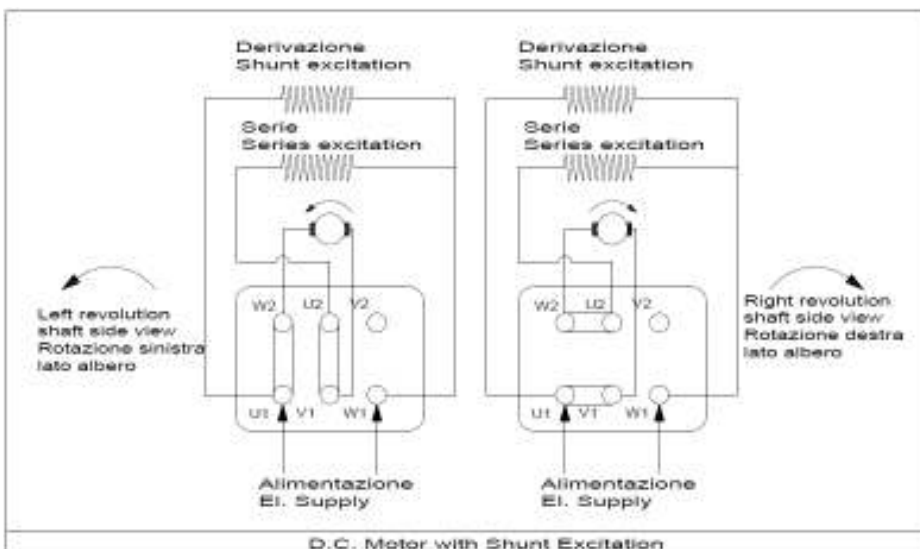 Derivazione
Shunt excitation
Serie
Series excitation
W2 U2 V2
U1 V1 W1
Left revolution
shaft side view
Rotazione sinistra
lato albero
Alimentazione
El. Supply
Derivazione
Shunt excitation
Serie
Series excitation
W2 U2 V2
U1 V1 W1
Right revolution
shaft side view
Rotazione destra
lato albero
Alimentazione
El. Supply
D.C. Motor with Shunt Excitation